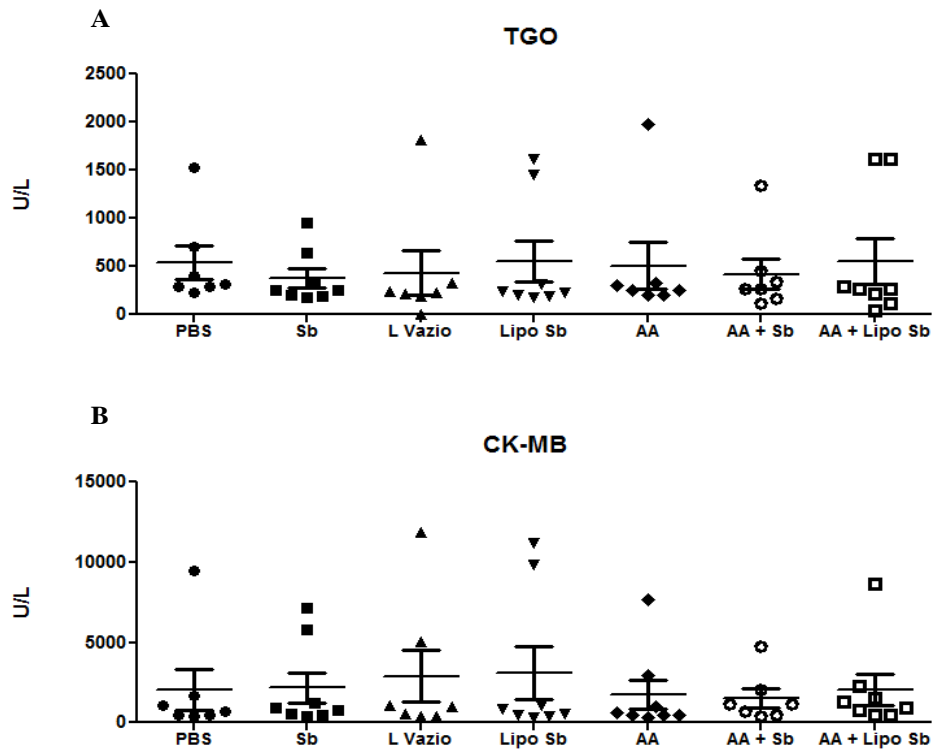 A
TGO
2500
2000
1500
1000
500
0
U/L
PBS Sb L Vazio Lipo Sb AA AA + Sb AA + Lipo Sb
B
CK-MB
15000
10000
5000
0
U/L
PBS Sb L Vazio Lipo Sb AA AA + Sb AA + Lipo Sb